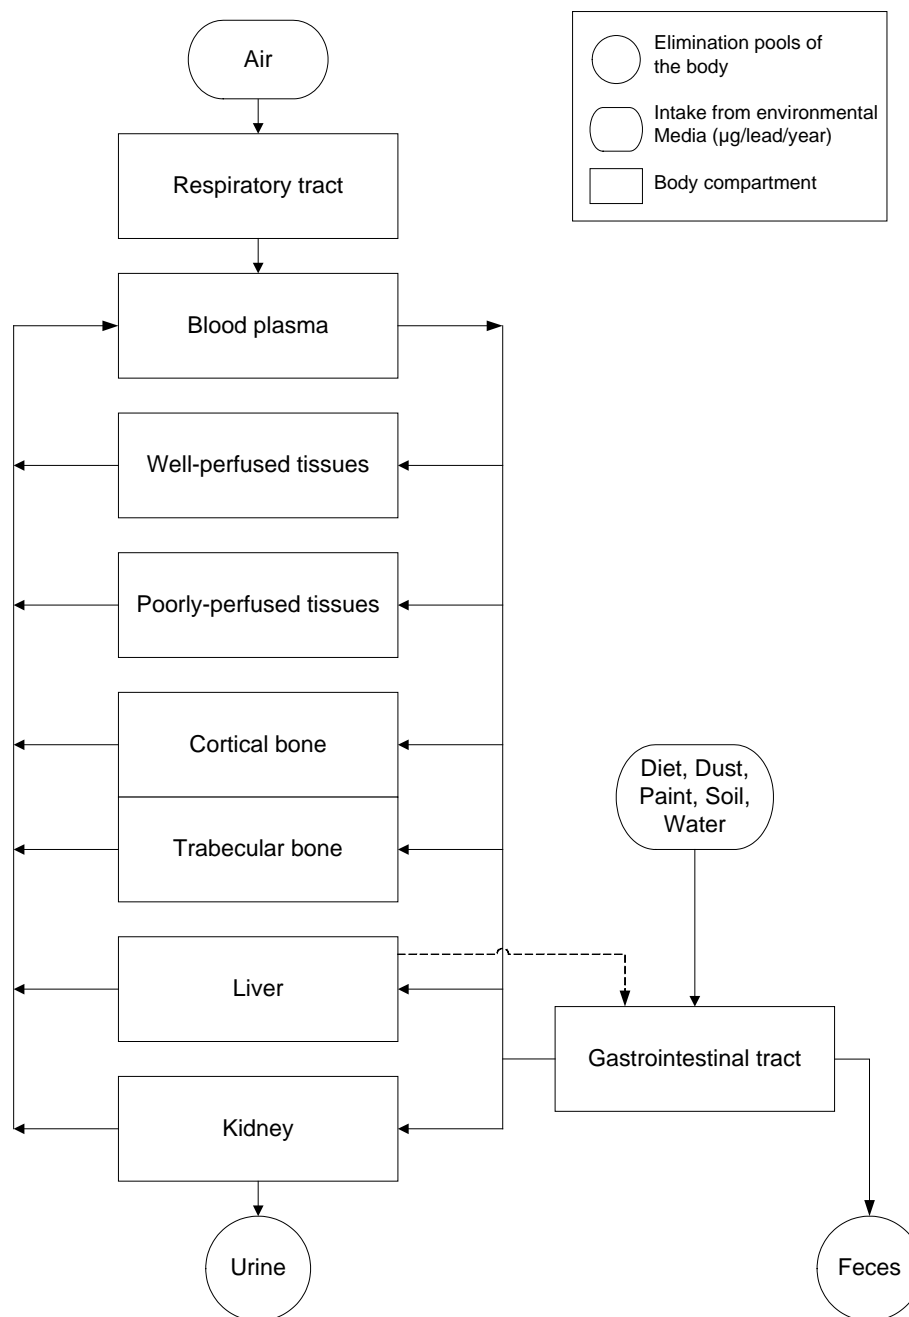 Air
Elimination pools of
the body
Intake from environmental
Media (µg/lead/year)
Body compartment
Respiratory tract
Blood plasma
Well-perfused tissues
Poorly-perfused tissues
Cortical bone
Diet, Dust,
Paint, Soil,
Water
Trabecular bone
Liver
Gastrointestinal tract
Kidney
Urine
Feces